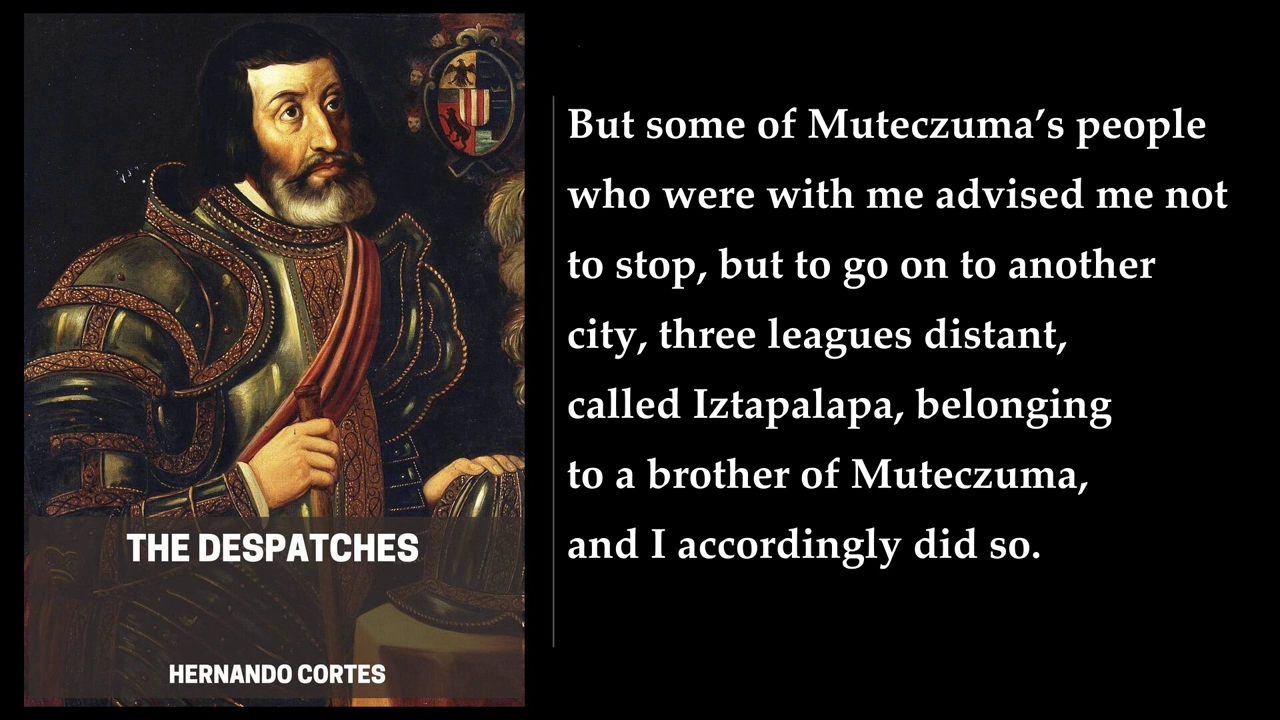 THE DESPATCHES
HERNANDO CORTES
But some of Muteczuma’s people
who were with me advised me not
to stop, but to go on to another
city, three leagues distant,
called Iztapalapa, belonging
to a brother of Muteczuma,
and I accordingly did so.